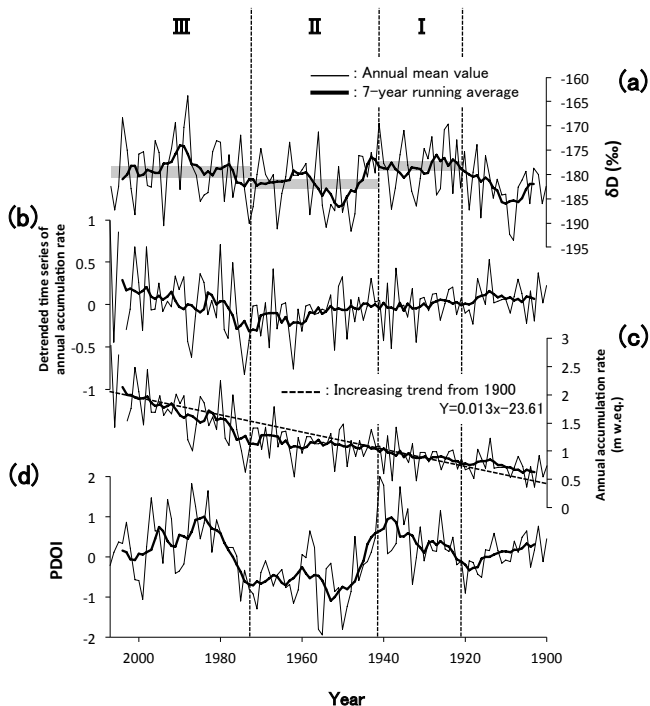 III II I
: Annual mean value
: 7-year running average
(a)
-160
-165
-170
-175
-180
-185
-190
-195
δD (‰)
(b)
1
0.5
0
-0.5
-1
Detrended time series of
annual accumulation rate
(c)
3
2.5
2
1.5
1
0.5
0
Annual accumulation rate
(m w.eq.)
: Increasing trend from 1900
Y=0.013x-23.61
(d)
2
1
0
-1
-2
PDOI
2000 1980 1960 1940 1920 1900
Year